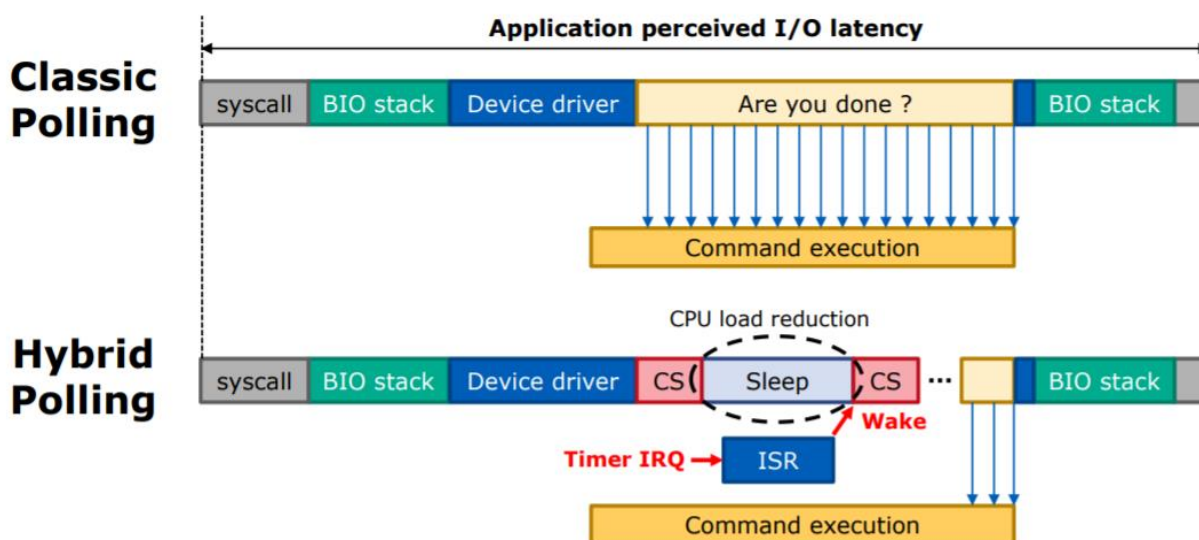 Application perceived I/O latency
Classic
Polling
syscall
BIO stack
Device driver
Are you done ?
BIO stack
Command execution
CPU load reduction
Hybrid
Polling
syscall
BIO stack
Device driver
CS
Sleep
CS
...
BIO stack
Wake
Timer IRQ
ISR
Command execution